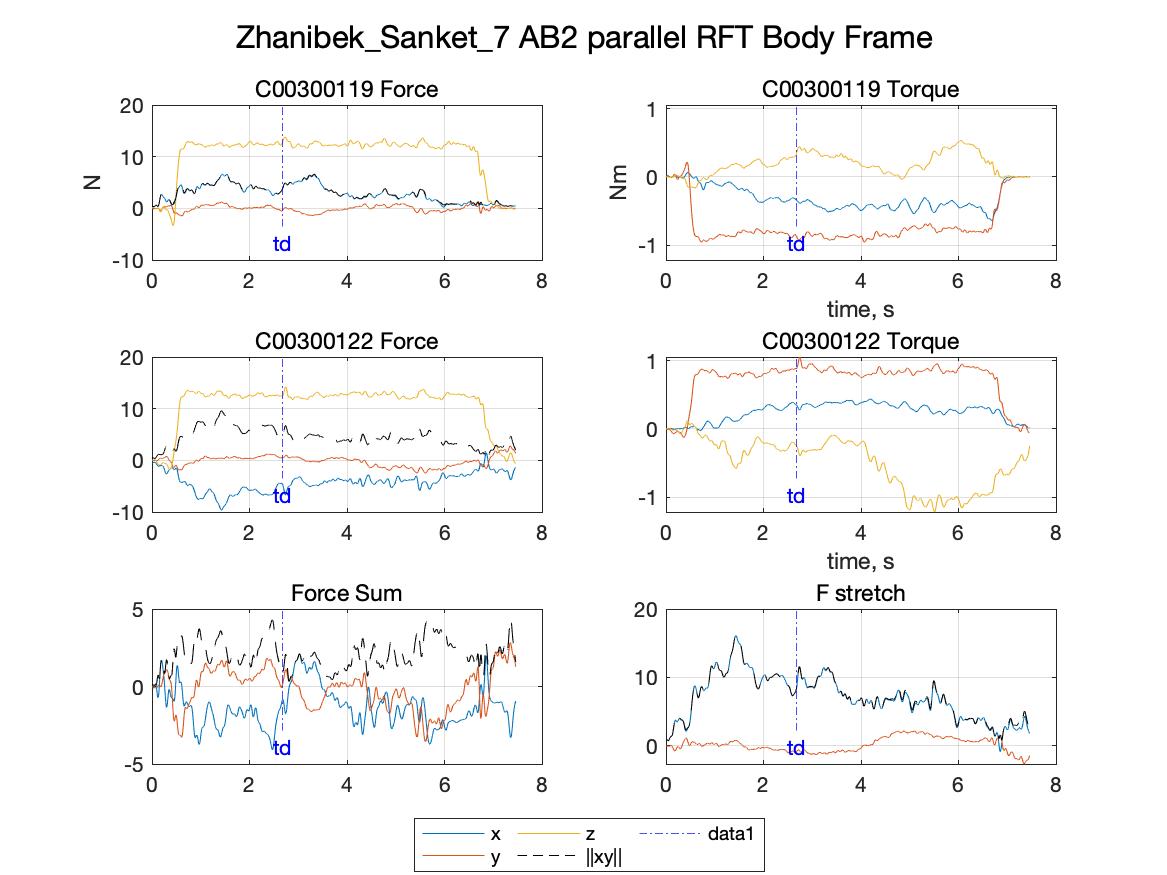 Zhanibek_Sanket_7 AB2 parallel RFT Body Frame
C00300119 Force
20
10
0
-10
N
td
0 2 4 6 8
C00300119 Torque
1
0
-1
Nm
td
0 2 4 6 8
time, s
C00300122 Force
20
10
0
-10
td
0 2 4 6 8
C00300122 Torque
1
0
-1
td
0 2 4 6 8
time, s
Force Sum
5
0
-5
td
0 2 4 6 8
F stretch
20
10
0
td
0 2 4 6 8
x z data1
y ||xy||